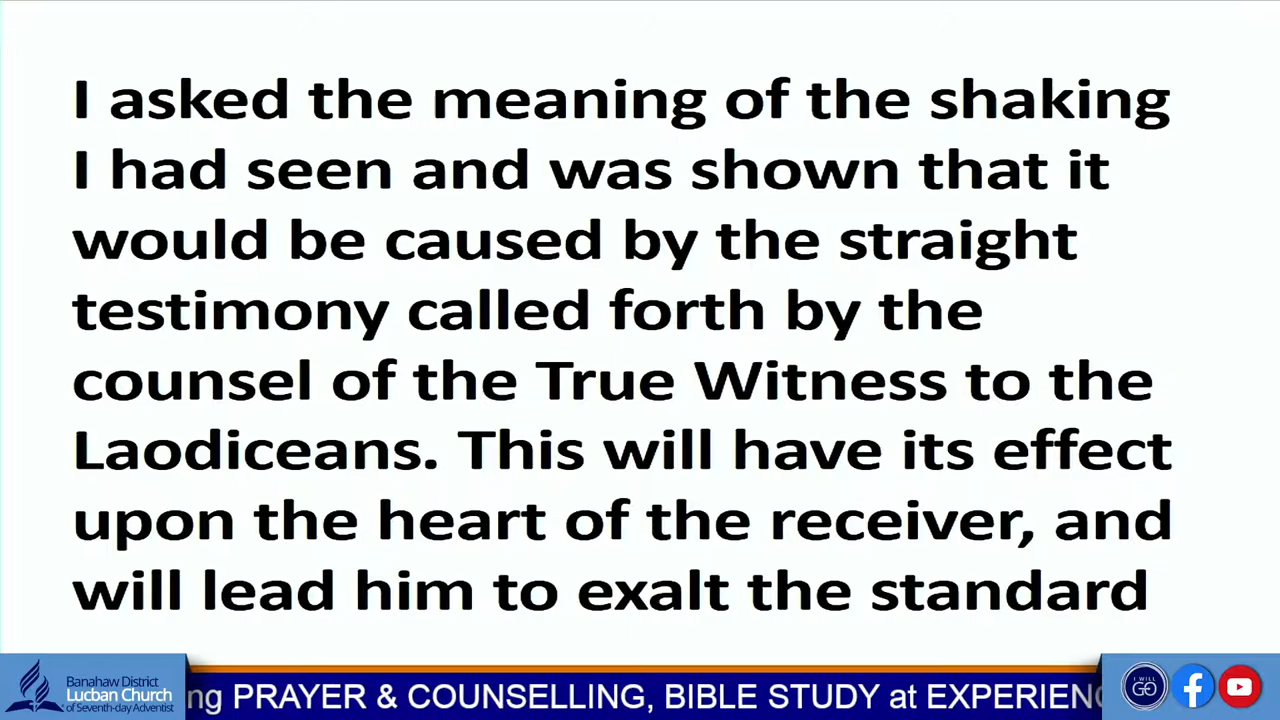 I asked the meaning of the shaking
I had seen and was shown that it
would be caused by the straight
testimony called forth by the
counsel of the True Witness to the
Laodiceans. This will have its effect
upon the heart of the receiver, and
will lead him to exalt the standard
Banahaw District
Lucban Church
of Seventh-day Adventist
ng PRAYER & COUNSELLING, BIBLE STUDY at EXPERIENC
I WILL
GO